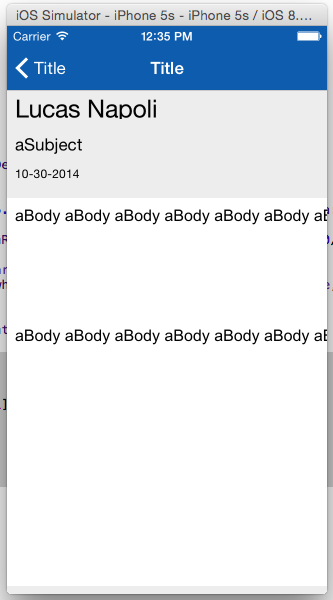 iOS Simulator - iPhone 5s - iPhone 5s / iOS 8....
Carrier 12:35 PM
Title Title
Lucas Napoli
aSubject
10-30-2014
aBody aBody aBody aBody aBody aBody
aBody aBody aBody aBody aBody aBody